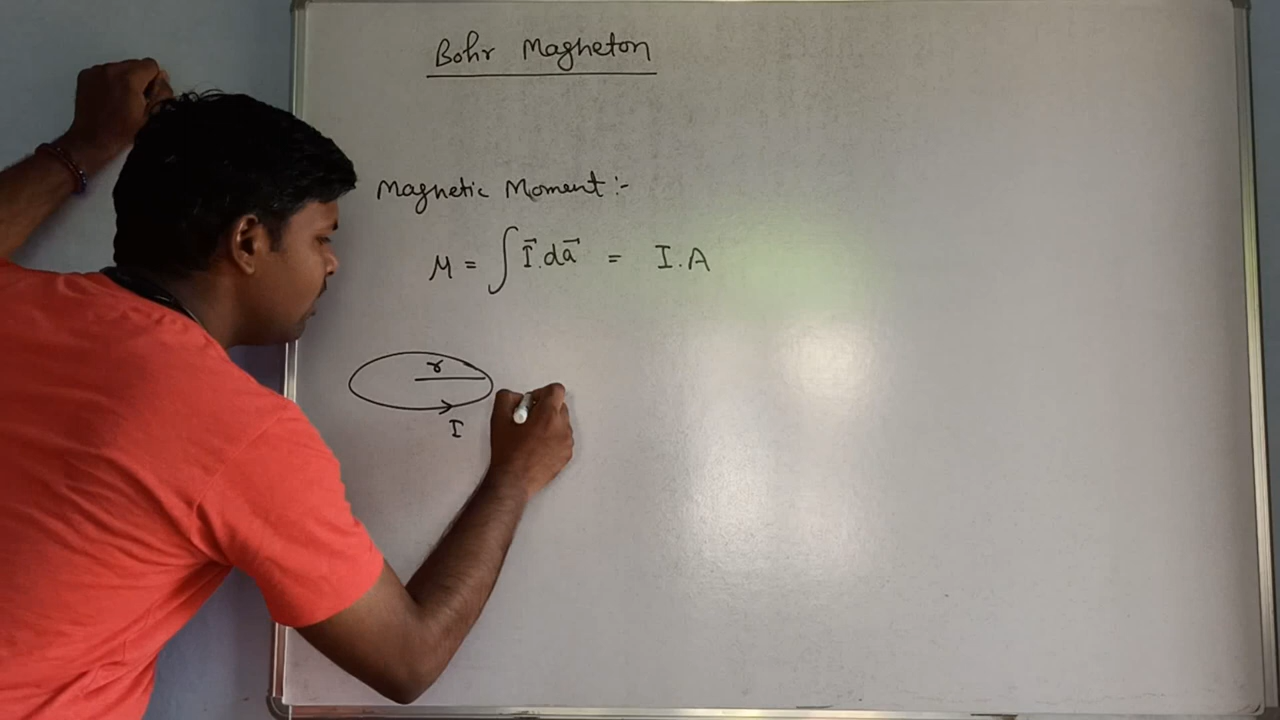 Bohr Magneton
Magnetic Moment :-
M = ∫ I⃗.da⃗ = I.A
r
I